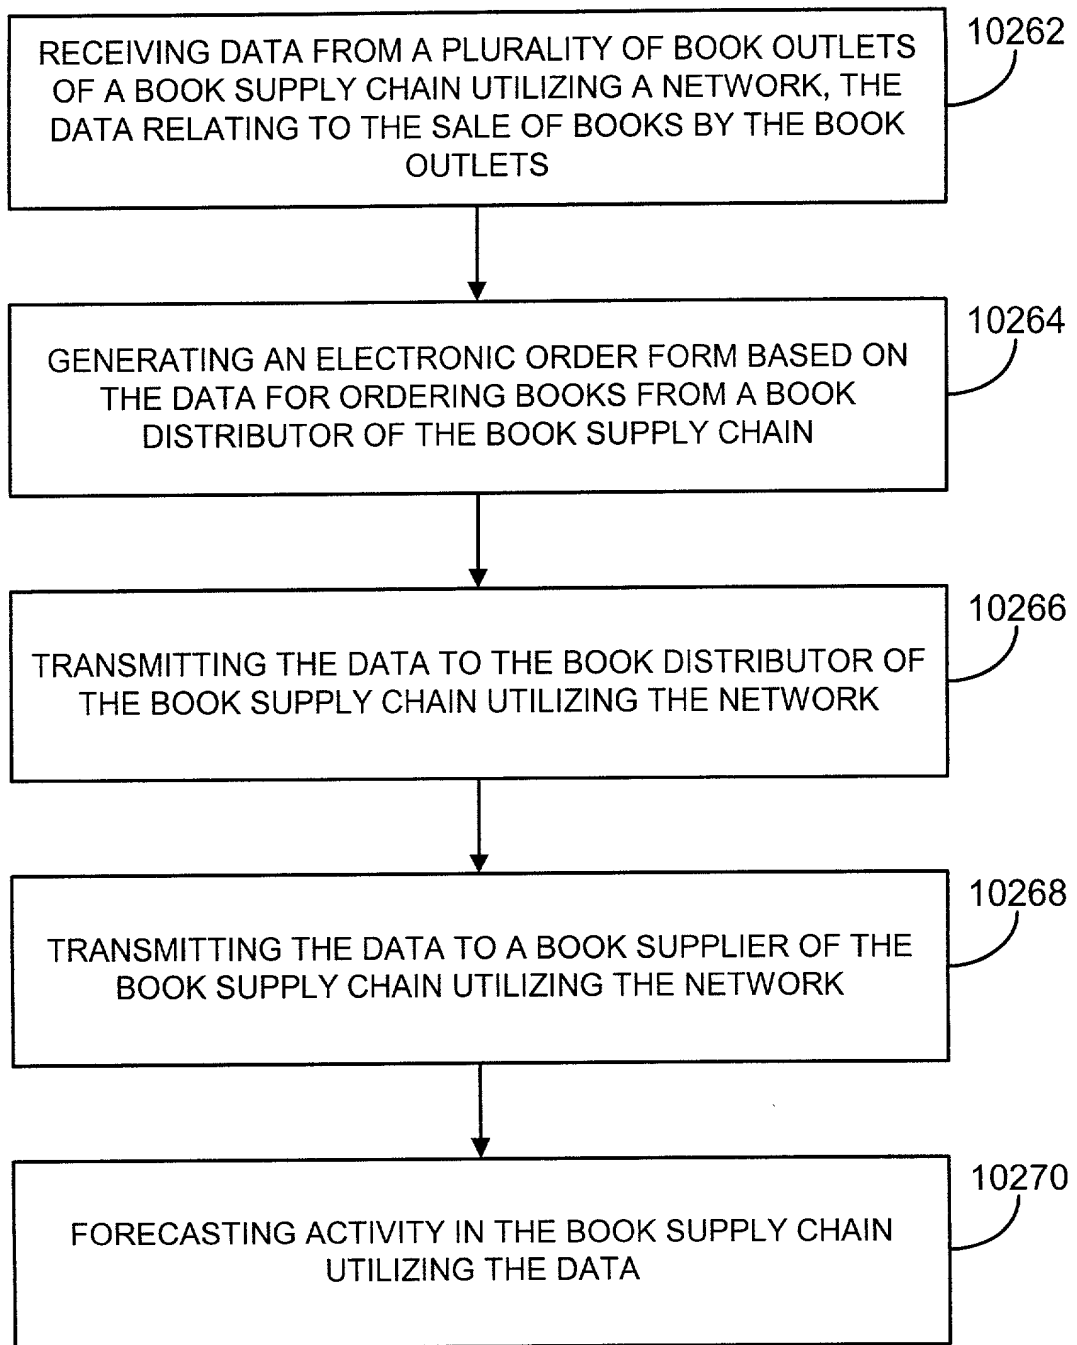 10262
RECEIVING DATA FROM A PLURALITY OF BOOK OUTLETS
OF A BOOK SUPPLY CHAIN UTILIZING A NETWORK, THE
DATA RELATING TO THE SALE OF BOOKS BY THE BOOK
OUTLETS
10264
GENERATING AN ELECTRONIC ORDER FORM BASED ON
THE DATA FOR ORDERING BOOKS FROM A BOOK
DISTRIBUTOR OF THE BOOK SUPPLY CHAIN
10266
TRANSMITTING THE DATA TO THE BOOK DISTRIBUTOR OF
THE BOOK SUPPLY CHAIN UTILIZING THE NETWORK
10268
TRANSMITTING THE DATA TO A BOOK SUPPLIER OF THE
BOOK SUPPLY CHAIN UTILIZING THE NETWORK
10270
FORECASTING ACTIVITY IN THE BOOK SUPPLY CHAIN
UTILIZING THE DATA